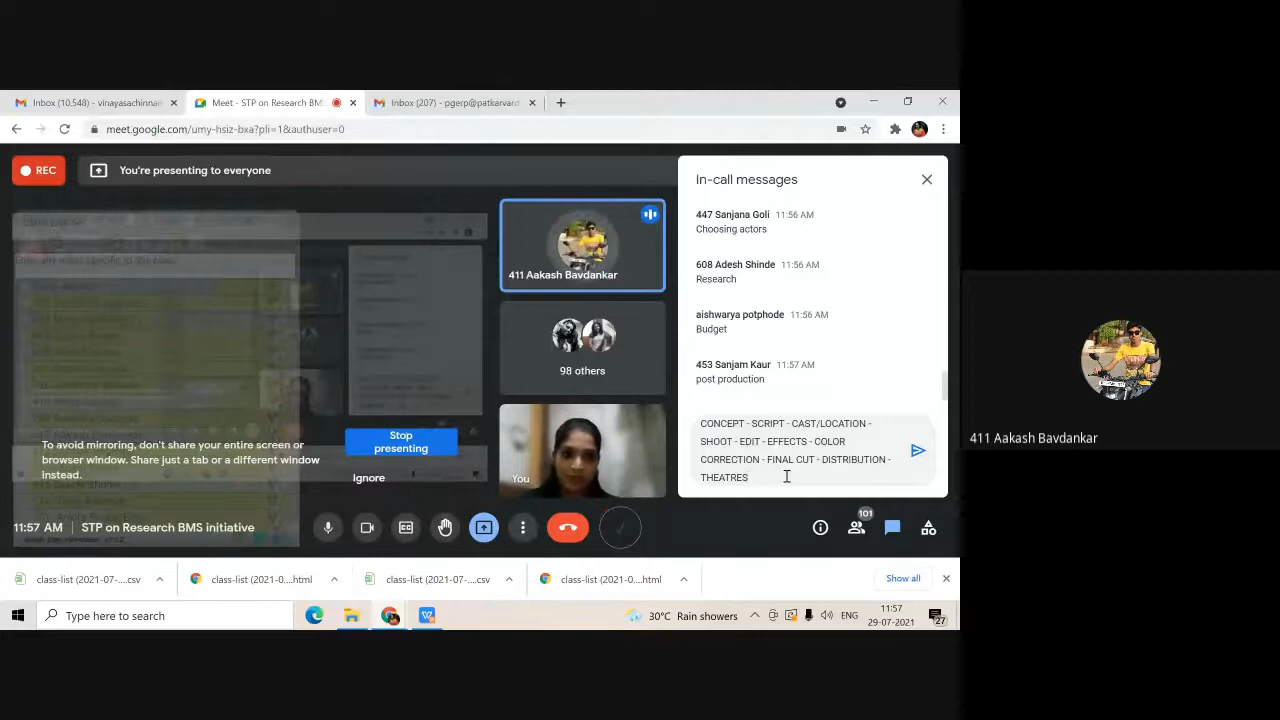 Inbox (10,548) - vinayasachinnai
Meet - STP on Research BMS
Inbox (207) - pgerp@patkarvard
meet.google.com/umy-hsiz-bxa?pli=1&authuser=0
REC
You're presenting to everyone
In-call messages
447 Sanjana Goli 11:56 AM
Choosing actors
608 Adesh Shinde 11:56 AM
Research
aishwarya potphode 11:56 AM
Budget
453 Sanjam Kaur 11:57 AM
post production
CONCEPT - SCRIPT - CAST/LOCATION -
SHOOT - EDIT - EFFECTS - COLOR
CORRECTION - FINAL CUT - DISTRIBUTION -
THEATRES
411 Aakash Bavdankar
98 others
You
To avoid mirroring, don't share your entire screen or
browser window. Share just a tab or a different window
instead.
Stop
presenting
Ignore
11:57 AM STP on Research BMS initiative
101
class-list (2021-07-....csv
class-list (2021-0....html
class-list (2021-07-....csv
class-list (2021-0....html
Show all
Type here to search
30°C Rain showers
ENG
11:57
29-07-2021
27
411 Aakash Bavdankar